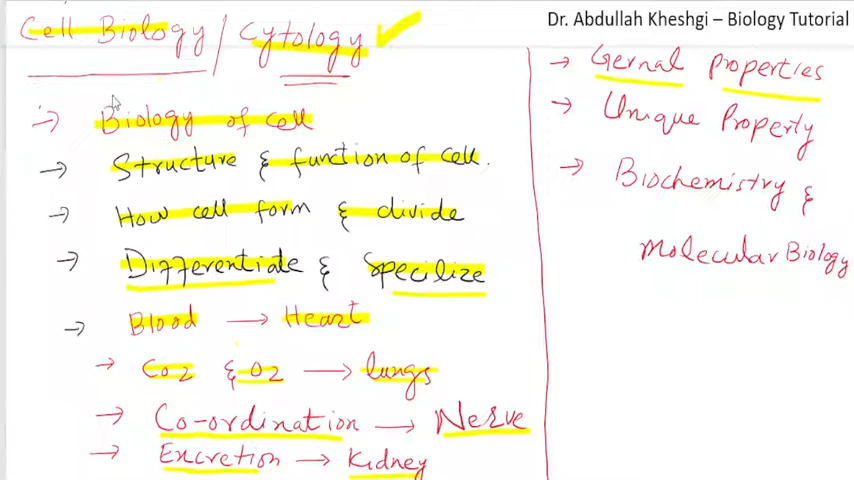 Dr. Abdullah Kheshgi – Biology Tutorial
Cell Biology / Cytology ✓
→ Biology of cell
→ Structure & function of cell.
→ How cell form & divide
→ Differentiate & Specilize
→ Blood → Heart
→ Co2 & O2 → lungs
→ Co-ordination → Nerve
→ Excretion → Kidney
→ Gernal Properties
→ Unique Property
→ Biochemistry &
Molecular Biology